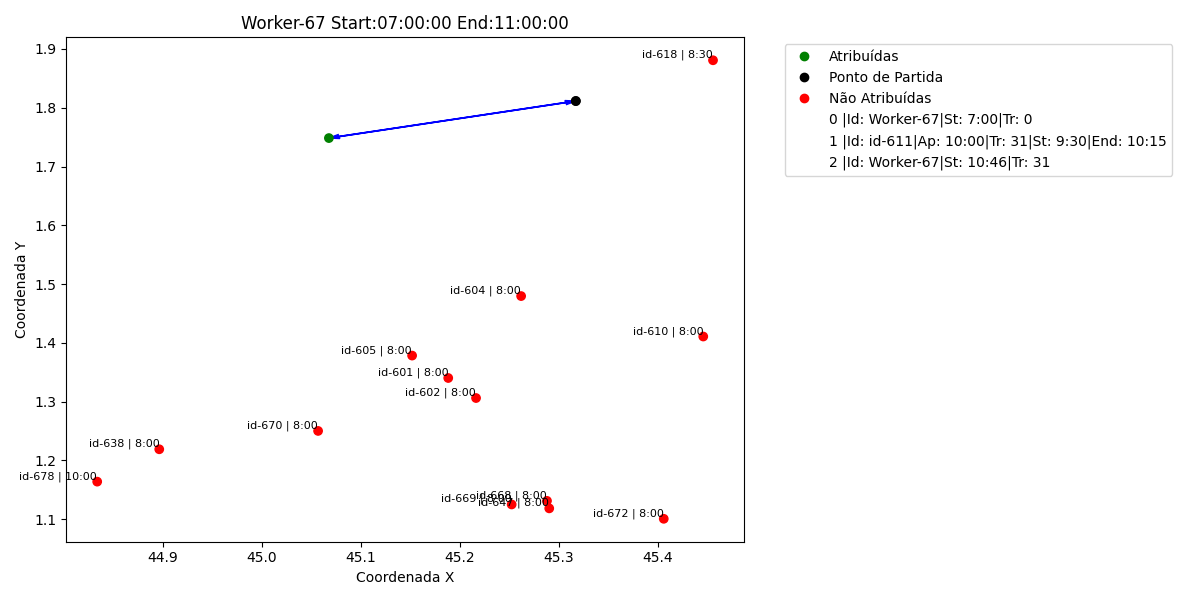 Worker-67 Start:07:00:00 End:11:00:00
Atribuídas
Ponto de Partida
Não Atribuídas
0 |Id: Worker-67|St: 7:00|Tr: 0
1 |Id: id-611|Ap: 10:00|Tr: 31|St: 9:30|End: 10:15
2 |Id: Worker-67|St: 10:46|Tr: 31
Coordenada Y
1.9
1.8
1.7
1.6
1.5
1.4
1.3
1.2
1.1
id-618 | 8:30
id-604 | 8:00
id-610 | 8:00
id-605 | 8:00
id-601 | 8:00
id-602 | 8:00
id-670 | 8:00
id-638 | 8:00
id-678 | 10:00
id-668 | 8:00
id-669 | 8:00
8:00
id-672 | 8:00
44.9
45.0
45.1
45.2
45.3
45.4
Coordenada X